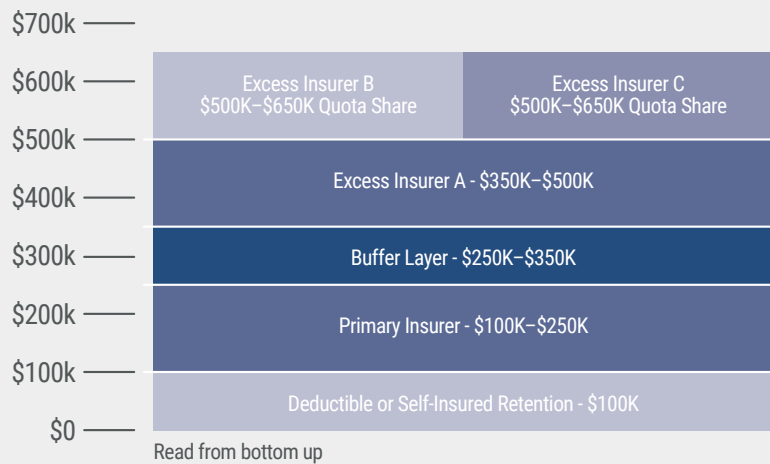 $700k
$600k
$500k
$400k
$300k
$200k
$100k
$0
Excess Insurer B
$500K–$650K Quota Share
Excess Insurer C
$500K–$650K Quota Share
Excess Insurer A - $350K–$500K
Buffer Layer - $250K–$350K
Primary Insurer - $100K–$250K
Deductible or Self-Insured Retention - $100K
Read from bottom up